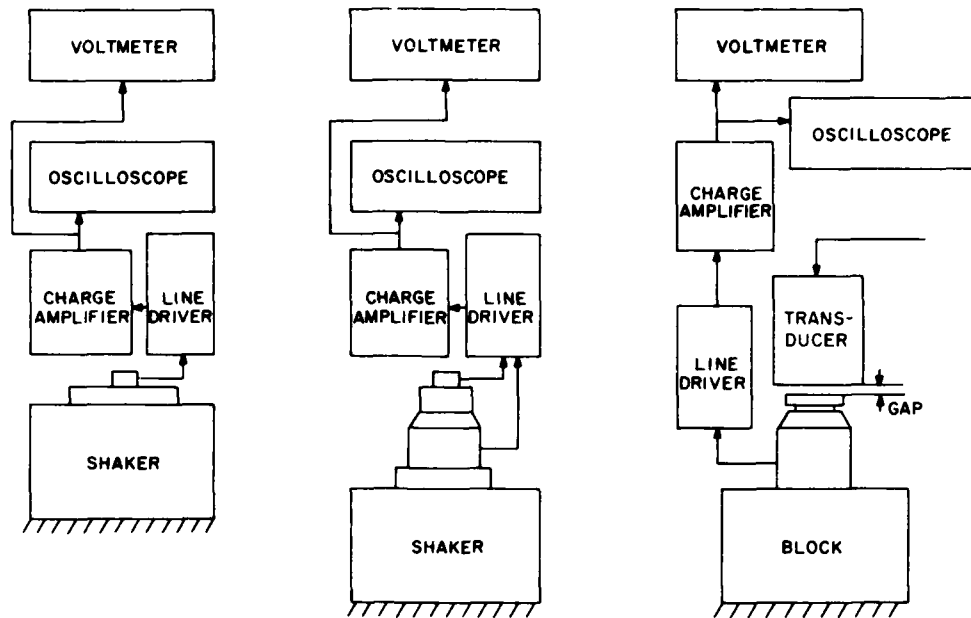 VOLTMETER
OSCILLOSCOPE
CHARGE
AMPLIFIER
LINE
DRIVER
SHAKER
VOLTMETER
OSCILLOSCOPE
CHARGE
AMPLIFIER
LINE
DRIVER
SHAKER
VOLTMETER
OSCILLOSCOPE
CHARGE
AMPLIFIER
TRANS-
DUCER
LINE
DRIVER
GAP
BLOCK